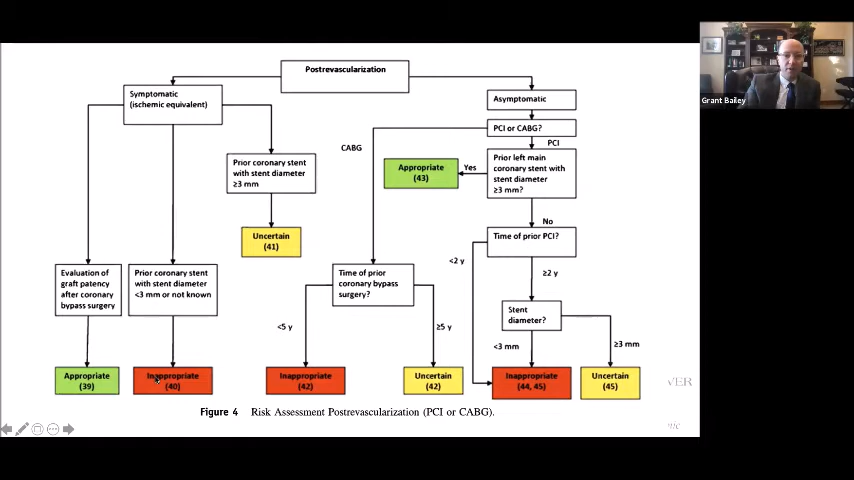 Postrevascularization
Symptomatic
(ischemic equivalent)
Asymptomatic
PCI or CABG?
CABG
PCI
Prior coronary stent
with stent diameter
≥3 mm
Appropriate
(43)
Yes
Prior left main
coronary stent with
stent diameter
≥3 mm?
No
Uncertain
(41)
Time of prior PCI?
<2 y
≥2 y
Evaluation of
graft patency
after coronary
bypass surgery
Prior coronary stent
with stent diameter
<3 mm or not known
Time of prior
coronary bypass
surgery?
Stent
diameter?
<5 y
≥5 y
<3 mm
≥3 mm
Appropriate
(39)
Inappropriate
(40)
Inappropriate
(42)
Uncertain
(42)
Inappropriate
(44, 45)
Uncertain
(45)
Figure 4 Risk Assessment Postrevascularization (PCI or CABG).
VER
nic
Grant Bailey